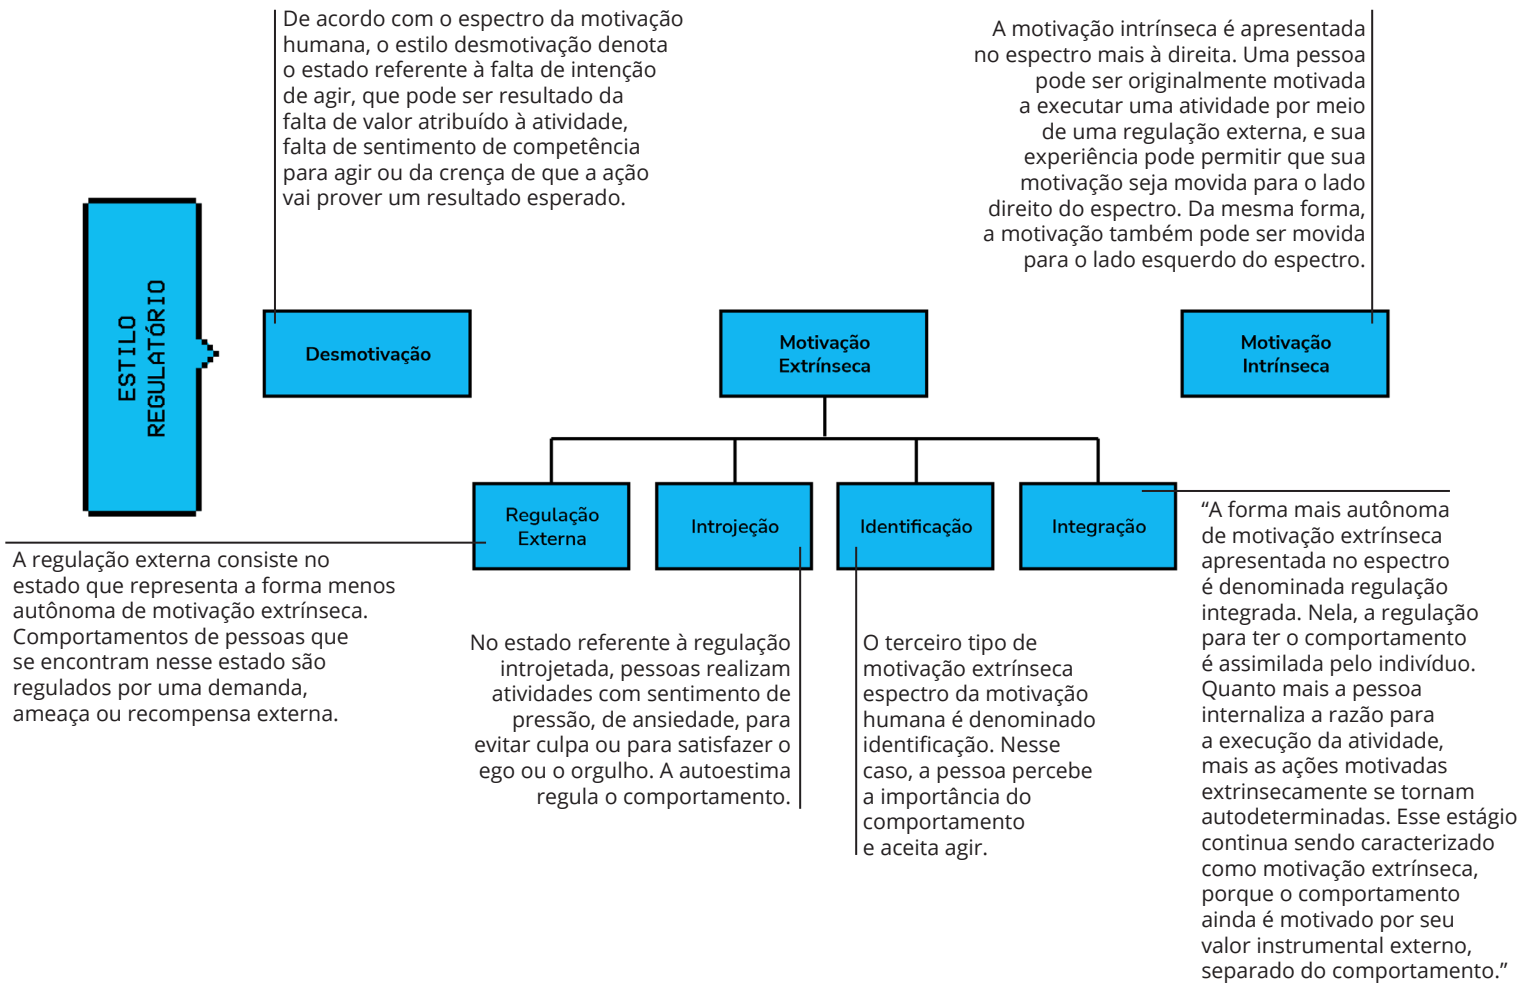 De acordo com o espectro da motivação
humana, o estilo desmotivação denota
o estado referente à falta de intenção
de agir, que pode ser resultado da
falta de valor atribuído à atividade,
falta de sentimento de competência
para agir ou da crença de que a ação
vai prover um resultado esperado.
A motivação intrínseca é apresentada
no espectro mais à direita. Uma pessoa
pode ser originalmente motivada
a executar uma atividade por meio
de uma regulação externa, e sua
experiência pode permitir que sua
motivação seja movida para o lado
direito do espectro. Da mesma forma,
a motivação também pode ser movida
para o lado esquerdo do espectro.
ESTILO
REGULATÓRIO
Desmotivação
Motivação
Extrínseca
Motivação
Intrínseca
Regulação
Externa
Introjeção
Identificação
Integração
A regulação externa consiste no
estado que representa a forma menos
autônoma de motivação extrínseca.
Comportamentos de pessoas que
se encontram nesse estado são
regulados por uma demanda,
ameaça ou recompensa externa.
No estado referente à regulação
introjetada, pessoas realizam
atividades com sentimento de
pressão, de ansiedade, para
evitar culpa ou para satisfazer o
ego ou o orgulho. A autoestima
regula o comportamento.
O terceiro tipo de
motivação extrínseca
espectro da motivação
humana é denominado
identificação. Nesse
caso, a pessoa percebe
a importância do
comportamento
e aceita agir.
“A forma mais autônoma
de motivação extrínseca
apresentada no espectro
é denominada regulação
integrada. Nela, a regulação
para ter o comportamento
é assimilada pelo indivíduo.
Quanto mais a pessoa
internaliza a razão para
a execução da atividade,
mais as ações motivadas
extrinsecamente se tornam
autodeterminadas. Esse estágio
continua sendo caracterizado
como motivação extrínseca,
porque o comportamento
ainda é motivado por seu
valor instrumental externo,
separado do comportamento.”